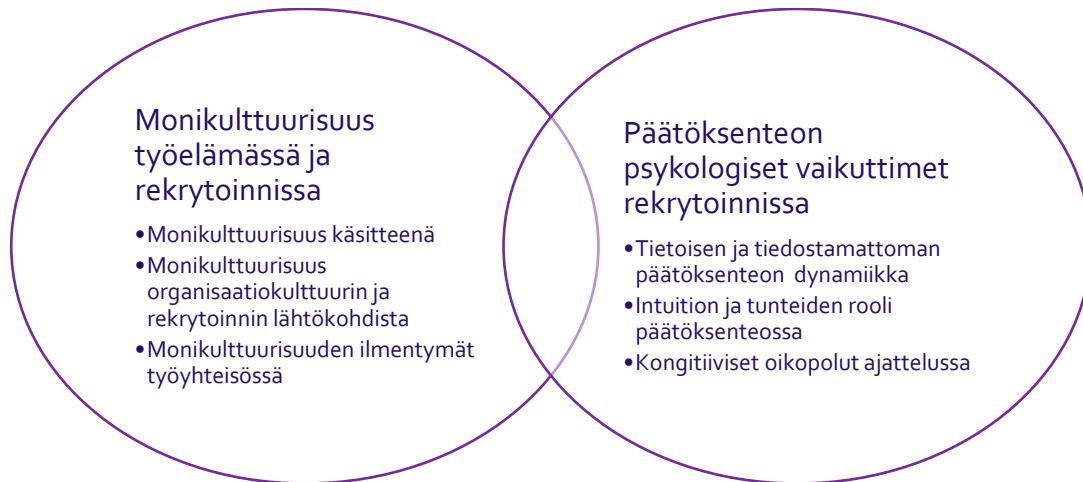 Monikulttuurisuus
työelämässä ja
rekrytoinnissa
•Monikulttuurisuus käsitteenä
•Monikulttuurisuus
organisaatiokulttuurin ja
rekrytoinnin lähtökohdista
•Monikulttuurisuuden ilmentymät
työyhteisössä
Päätöksenteon
psykologiset vaikuttimet
rekrytoinnissa
•Tietoisen ja tiedostamattoman
päätöksenteon dynamiikka
•Intuition ja tunteiden rooli
päätöksenteossa
•Kongitiiviset oikopolut ajattelussa